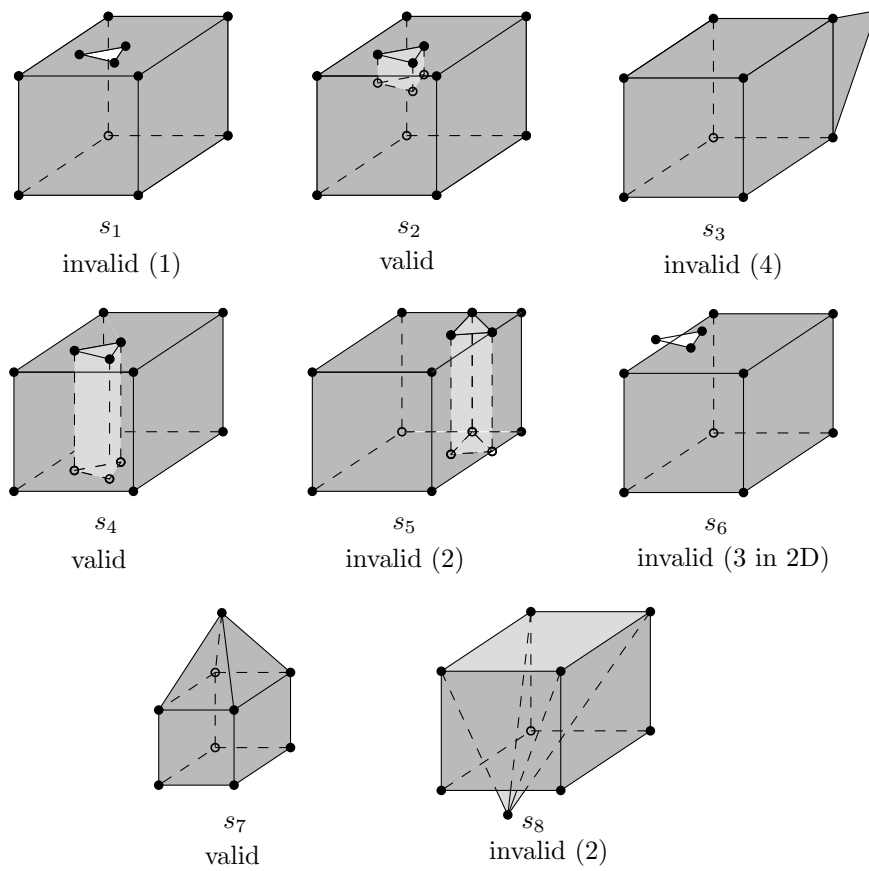 s₁
invalid (1)
s₂
valid
s₃
invalid (4)
s₄
valid
s₅
invalid (2)
s₆
invalid (3 in 2D)
s₇
valid
s₈
invalid (2)